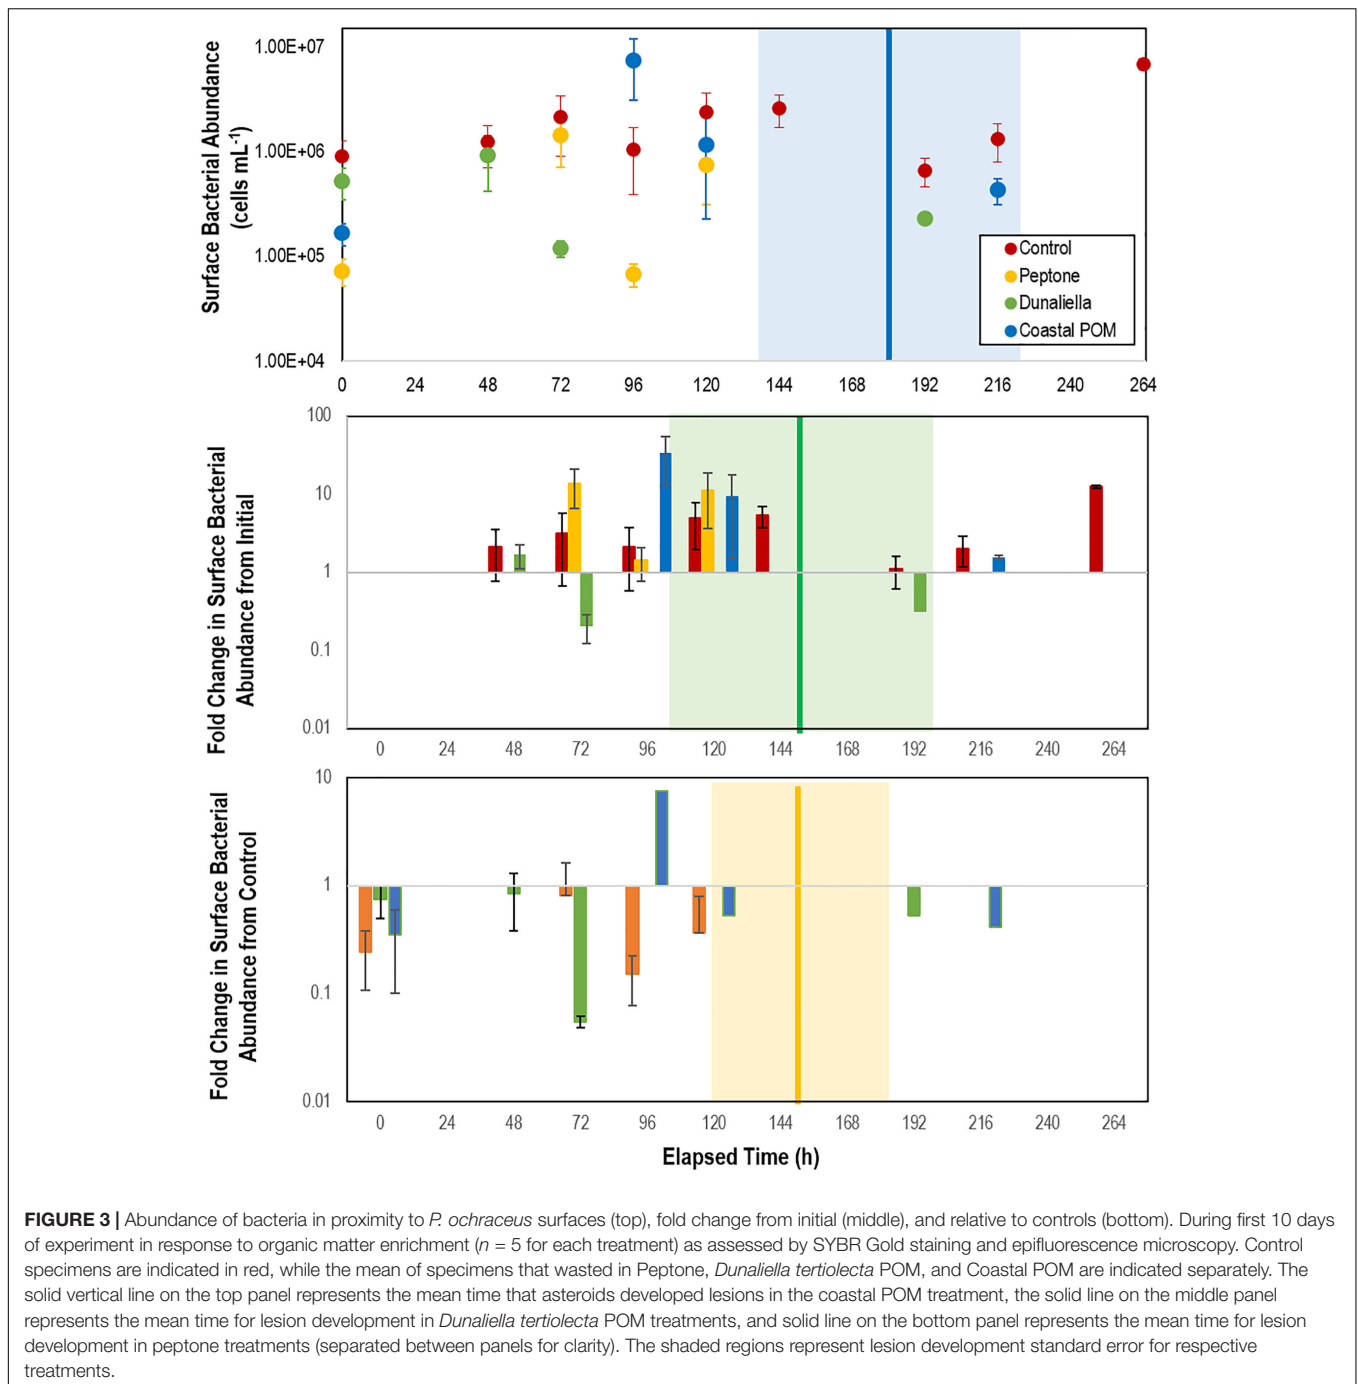 Surface Bacterial Abundance
(cells mL-1)
1.00E+07
1.00E+06
1.00E+05
1.00E+04
Control
Peptone
Dunaliella
Coastal POM
0 24 48 72 96 120 144 168 192 216 240 264
Fold Change in Surface Bacterial
Abundance from Initial
100
10
1
0.1
0.01
0 24 48 72 96 120 144 168 192 216 240 264
Fold Change in Surface Bacterial
Abundance from Control
10
1
0.1
0.01
0 24 48 72 96 120 144 168 192 216 240 264
Elapsed Time (h)
FIGURE 3 | Abundance of bacteria in proximity to P. ochraceus surfaces (top), fold change from initial (middle), and relative to controls (bottom). During first 10 days
of experiment in response to organic matter enrichment (n = 5 for each treatment) as assessed by SYBR Gold staining and epifluorescence microscopy. Control
specimens are indicated in red, while the mean of specimens that wasted in Peptone, Dunaliella tertiolecta POM, and Coastal POM are indicated separately. The
solid vertical line on the top panel represents the mean time that asteroids developed lesions in the coastal POM treatment, the solid line on the middle panel
represents the mean time for lesion development in Dunaliella tertiolecta POM treatments, and solid line on the bottom panel represents the mean time for lesion
development in peptone treatments (separated between panels for clarity). The shaded regions represent lesion development standard error for respective
treatments.